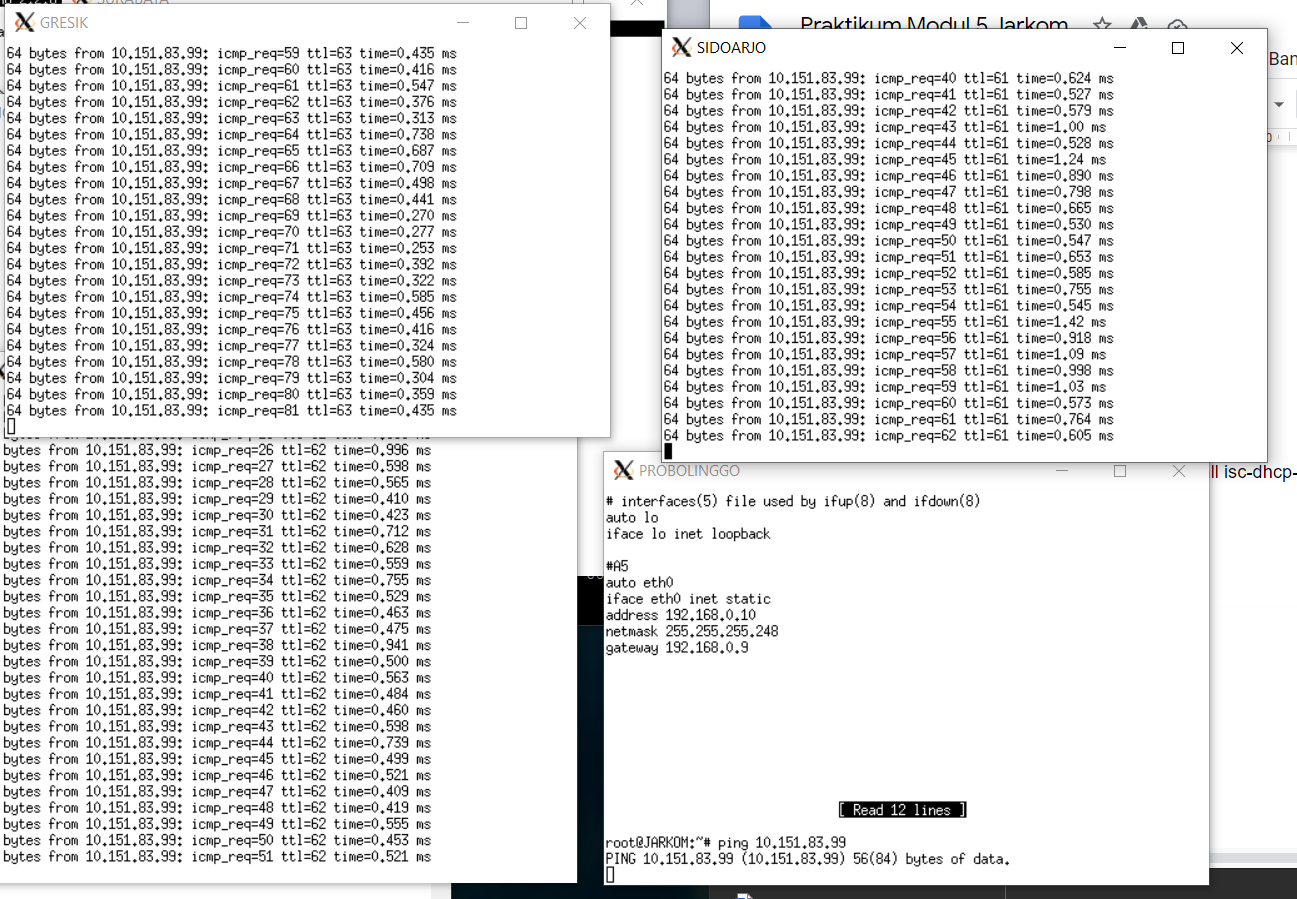 SURABAYA
Praktikum Modul 5 Jarkom
GRESIK
64 bytes from 10.151.83.99: icmp_req=59 ttl=63 time=0.435 ms
64 bytes from 10.151.83.99: icmp_req=60 ttl=63 time=0.416 ms
64 bytes from 10.151.83.99: icmp_req=61 ttl=63 time=0.547 ms
64 bytes from 10.151.83.99: icmp_req=62 ttl=63 time=0.376 ms
64 bytes from 10.151.83.99: icmp_req=63 ttl=63 time=0.313 ms
64 bytes from 10.151.83.99: icmp_req=64 ttl=63 time=0.738 ms
64 bytes from 10.151.83.99: icmp_req=65 ttl=63 time=0.687 ms
64 bytes from 10.151.83.99: icmp_req=66 ttl=63 time=0.709 ms
64 bytes from 10.151.83.99: icmp_req=67 ttl=63 time=0.498 ms
64 bytes from 10.151.83.99: icmp_req=68 ttl=63 time=0.441 ms
64 bytes from 10.151.83.99: icmp_req=69 ttl=63 time=0.270 ms
64 bytes from 10.151.83.99: icmp_req=70 ttl=63 time=0.277 ms
64 bytes from 10.151.83.99: icmp_req=71 ttl=63 time=0.253 ms
64 bytes from 10.151.83.99: icmp_req=72 ttl=63 time=0.392 ms
64 bytes from 10.151.83.99: icmp_req=73 ttl=63 time=0.322 ms
64 bytes from 10.151.83.99: icmp_req=74 ttl=63 time=0.585 ms
64 bytes from 10.151.83.99: icmp_req=75 ttl=63 time=0.456 ms
64 bytes from 10.151.83.99: icmp_req=76 ttl=63 time=0.416 ms
64 bytes from 10.151.83.99: icmp_req=77 ttl=63 time=0.324 ms
64 bytes from 10.151.83.99: icmp_req=78 ttl=63 time=0.580 ms
64 bytes from 10.151.83.99: icmp_req=79 ttl=63 time=0.304 ms
64 bytes from 10.151.83.99: icmp_req=80 ttl=63 time=0.359 ms
64 bytes from 10.151.83.99: icmp_req=81 ttl=63 time=0.435 ms
SIDOARJO
Ban
64 bytes from 10.151.83.99: icmp_req=40 ttl=61 time=0.624 ms
64 bytes from 10.151.83.99: icmp_req=41 ttl=61 time=0.527 ms
64 bytes from 10.151.83.99: icmp_req=42 ttl=61 time=0.579 ms
64 bytes from 10.151.83.99: icmp_req=43 ttl=61 time=1.00 ms
64 bytes from 10.151.83.99: icmp_req=44 ttl=61 time=0.528 ms
64 bytes from 10.151.83.99: icmp_req=45 ttl=61 time=1.24 ms
64 bytes from 10.151.83.99: icmp_req=46 ttl=61 time=0.890 ms
64 bytes from 10.151.83.99: icmp_req=47 ttl=61 time=0.798 ms
64 bytes from 10.151.83.99: icmp_req=48 ttl=61 time=0.665 ms
64 bytes from 10.151.83.99: icmp_req=49 ttl=61 time=0.530 ms
64 bytes from 10.151.83.99: icmp_req=50 ttl=61 time=0.547 ms
64 bytes from 10.151.83.99: icmp_req=51 ttl=61 time=0.653 ms
64 bytes from 10.151.83.99: icmp_req=52 ttl=61 time=0.585 ms
64 bytes from 10.151.83.99: icmp_req=53 ttl=61 time=0.755 ms
64 bytes from 10.151.83.99: icmp_req=54 ttl=61 time=0.545 ms
64 bytes from 10.151.83.99: icmp_req=55 ttl=61 time=1.42 ms
64 bytes from 10.151.83.99: icmp_req=56 ttl=61 time=0.918 ms
64 bytes from 10.151.83.99: icmp_req=57 ttl=61 time=1.09 ms
64 bytes from 10.151.83.99: icmp_req=58 ttl=61 time=0.998 ms
64 bytes from 10.151.83.99: icmp_req=59 ttl=61 time=1.03 ms
64 bytes from 10.151.83.99: icmp_req=60 ttl=61 time=0.573 ms
64 bytes from 10.151.83.99: icmp_req=61 ttl=61 time=0.764 ms
64 bytes from 10.151.83.99: icmp_req=62 ttl=61 time=0.605 ms
bytes from 10.151.83.99: icmp_req=26 ttl=62 time=0.996 ms
bytes from 10.151.83.99: icmp_req=27 ttl=62 time=0.598 ms
bytes from 10.151.83.99: icmp_req=28 ttl=62 time=0.565 ms
bytes from 10.151.83.99: icmp_req=29 ttl=62 time=0.410 ms
bytes from 10.151.83.99: icmp_req=30 ttl=62 time=0.423 ms
bytes from 10.151.83.99: icmp_req=31 ttl=62 time=0.712 ms
bytes from 10.151.83.99: icmp_req=32 ttl=62 time=0.628 ms
bytes from 10.151.83.99: icmp_req=33 ttl=62 time=0.559 ms
bytes from 10.151.83.99: icmp_req=34 ttl=62 time=0.755 ms
bytes from 10.151.83.99: icmp_req=35 ttl=62 time=0.529 ms
bytes from 10.151.83.99: icmp_req=36 ttl=62 time=0.463 ms
bytes from 10.151.83.99: icmp_req=37 ttl=62 time=0.475 ms
bytes from 10.151.83.99: icmp_req=38 ttl=62 time=0.941 ms
bytes from 10.151.83.99: icmp_req=39 ttl=62 time=0.500 ms
bytes from 10.151.83.99: icmp_req=40 ttl=62 time=0.563 ms
bytes from 10.151.83.99: icmp_req=41 ttl=62 time=0.484 ms
bytes from 10.151.83.99: icmp_req=42 ttl=62 time=0.460 ms
bytes from 10.151.83.99: icmp_req=43 ttl=62 time=0.598 ms
bytes from 10.151.83.99: icmp_req=44 ttl=62 time=0.739 ms
bytes from 10.151.83.99: icmp_req=45 ttl=62 time=0.499 ms
bytes from 10.151.83.99: icmp_req=46 ttl=62 time=0.521 ms
bytes from 10.151.83.99: icmp_req=47 ttl=62 time=0.409 ms
bytes from 10.151.83.99: icmp_req=48 ttl=62 time=0.419 ms
bytes from 10.151.83.99: icmp_req=49 ttl=62 time=0.555 ms
bytes from 10.151.83.99: icmp_req=50 ttl=62 time=0.453 ms
bytes from 10.151.83.99: icmp_req=51 ttl=62 time=0.521 ms
PROBOLINGGO
ll isc-dhcp-
# interfaces(5) file used by ifup(8) and ifdown(8)
auto lo
iface lo inet loopback
#A5
auto eth0
iface eth0 inet static
address 192.168.0.10
netmask 255.255.255.248
gateway 192.168.0.9
[ Read 12 lines ]
root@JARKOM:~# ping 10.151.83.99
PING 10.151.83.99 (10.151.83.99) 56(84) bytes of data.